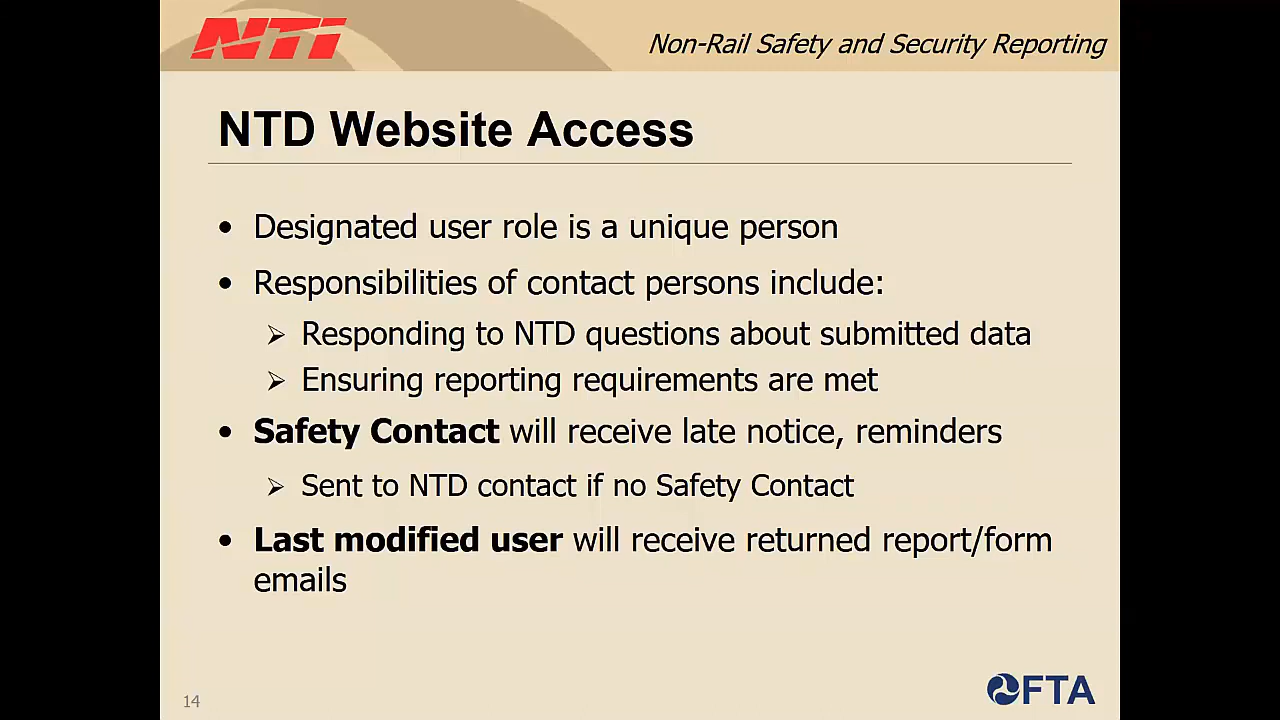 NTI
Non-Rail Safety and Security Reporting
NTD Website Access
• Designated user role is a unique person
• Responsibilities of contact persons include:
➢ Responding to NTD questions about submitted data
➢ Ensuring reporting requirements are met
• Safety Contact will receive late notice, reminders
➢ Sent to NTD contact if no Safety Contact
• Last modified user will receive returned report/form
emails
14
FTA